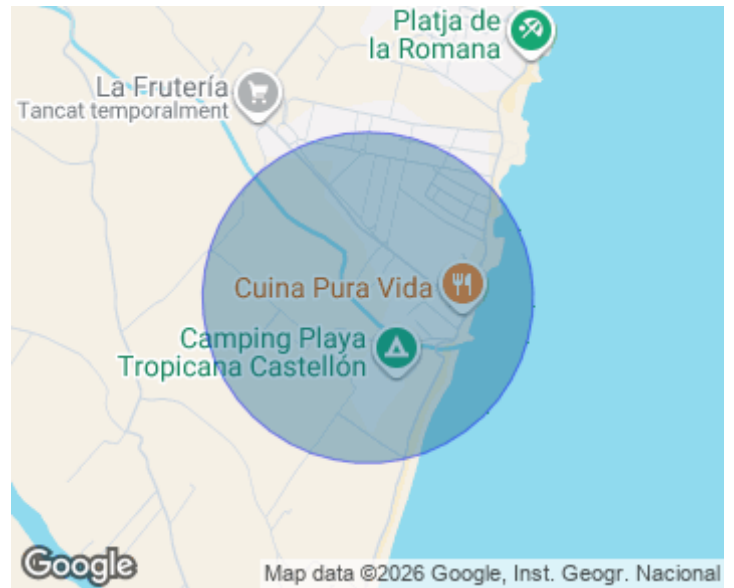 Platja de
la Romana
La Frutería
Tancat temporalment
Cuina Pura Vida
Camping Playa
Tropicana Castellón
Google
Map data ©2026 Google, Inst. Geogr. Nacional